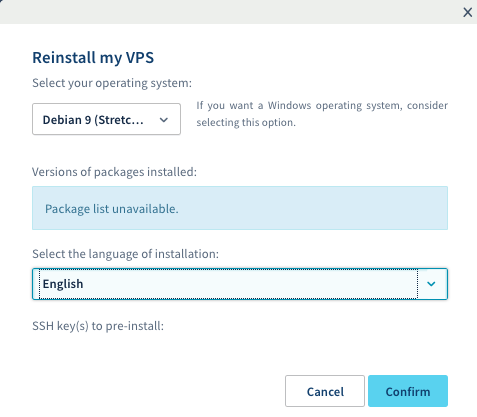 Reinstall my VPS
Select your operating system:
Debian 9 (Stretc...
If you want a Windows operating system, consider
selecting this option.
Versions of packages installed:
Package list unavailable.
Select the language of installation:
English
SSH key(s) to pre-install:
Cancel
Confirm